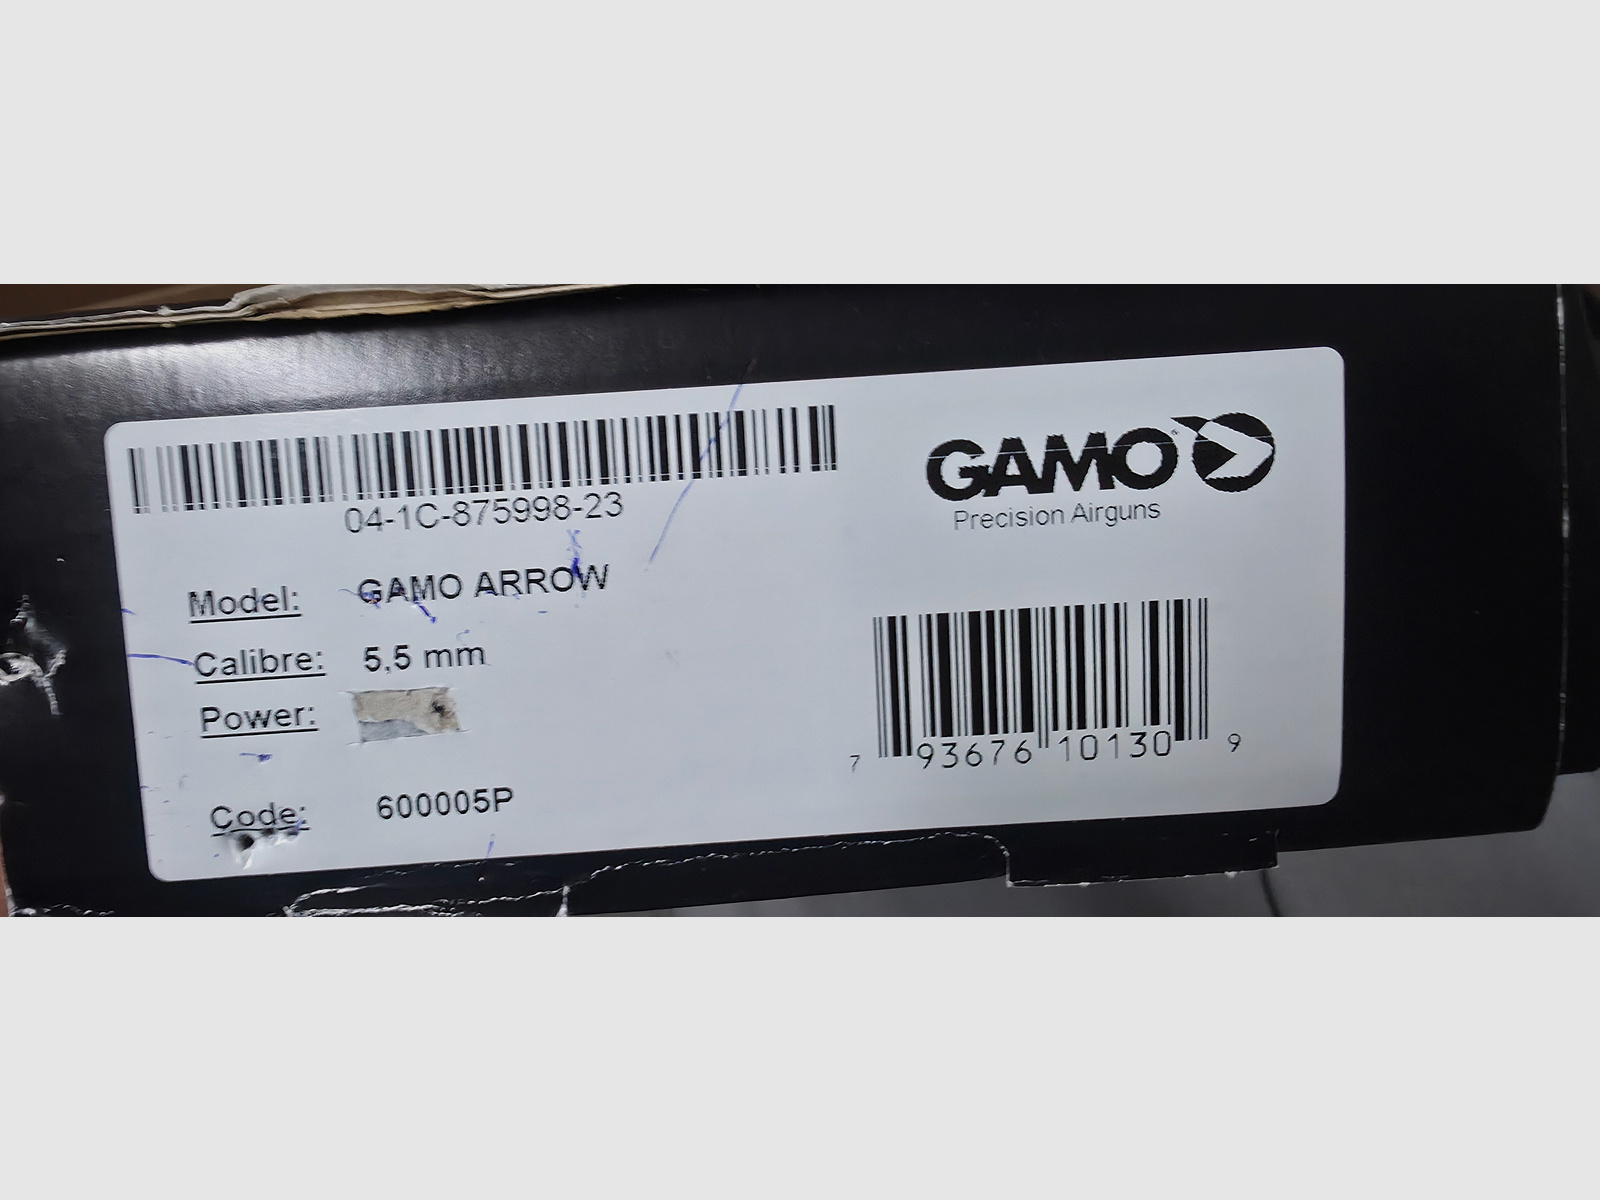 04-1C-875998-23
GAMO
Precision Airguns
Model: GAMO ARROW
Calibre: 5,5 mm
Power:
Code: 600005P
7 93676 10130 9